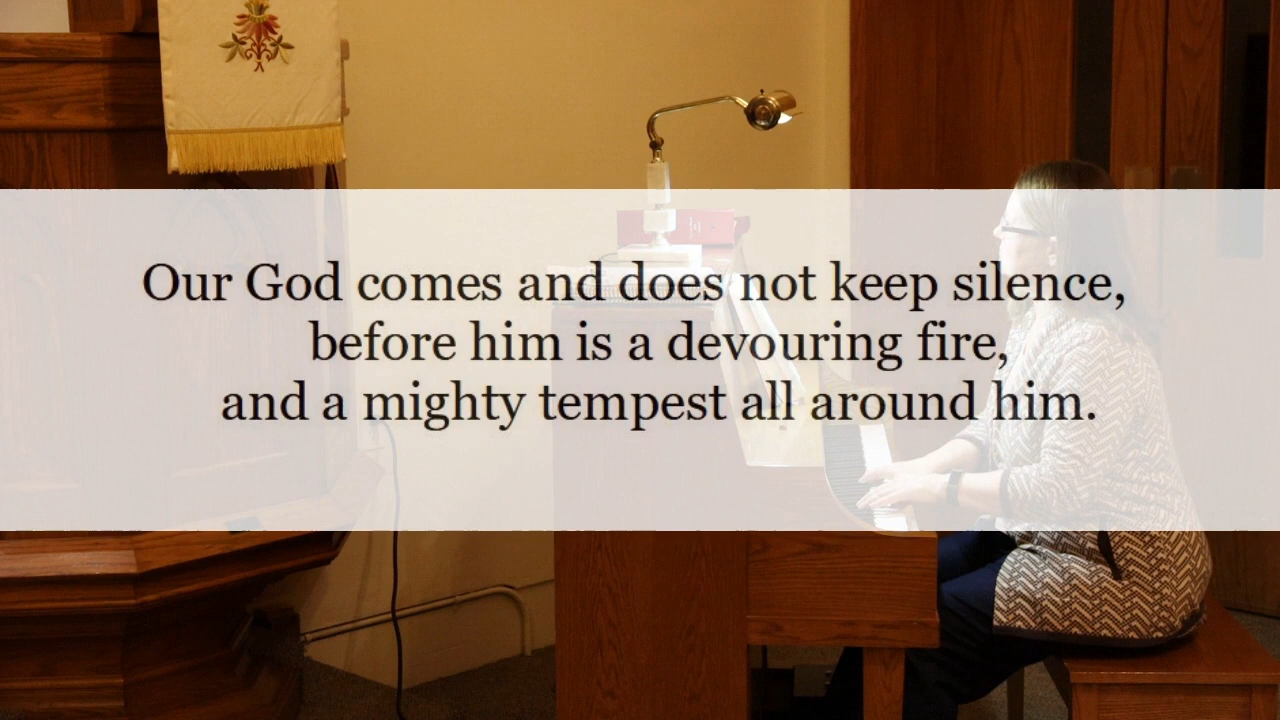 Our God comes and does not keep silence,
before him is a devouring fire,
and a mighty tempest all around him.